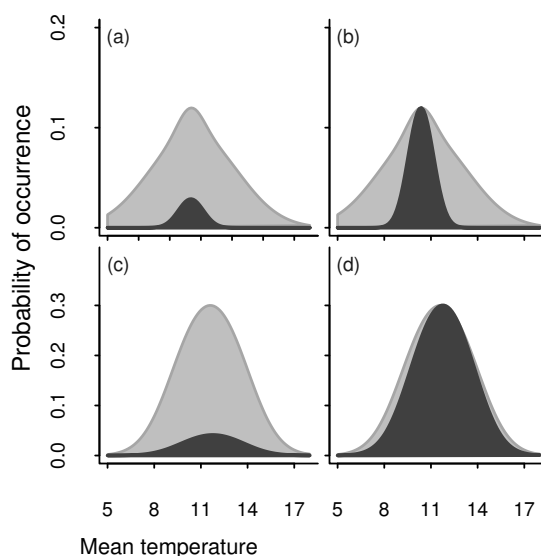 (a) (b)
0.2
0.1
0.0
Probability of occurrence
(c) (d)
0.3
0.2
0.1
0.0
5 8 11 14 17 5 8 11 14 17
Mean temperature